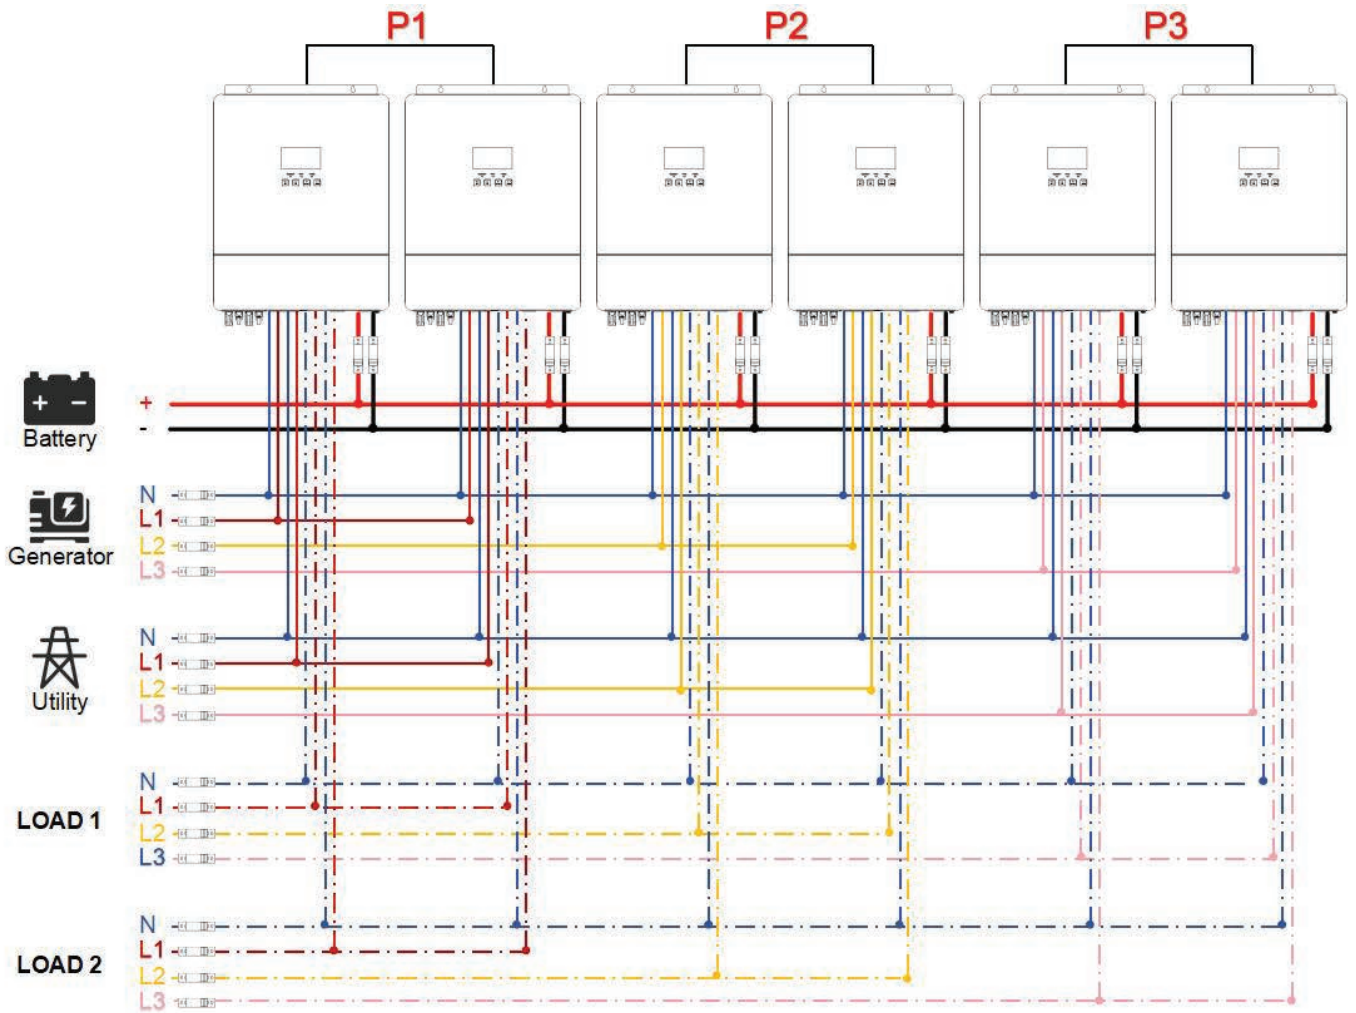 P1 P2 P3
+
-
Battery
N
L1
L2
L3
Generator
N
L1
L2
L3
Utility
N
L1
L2
L3
LOAD 1
N
L1
L2
L3
LOAD 2